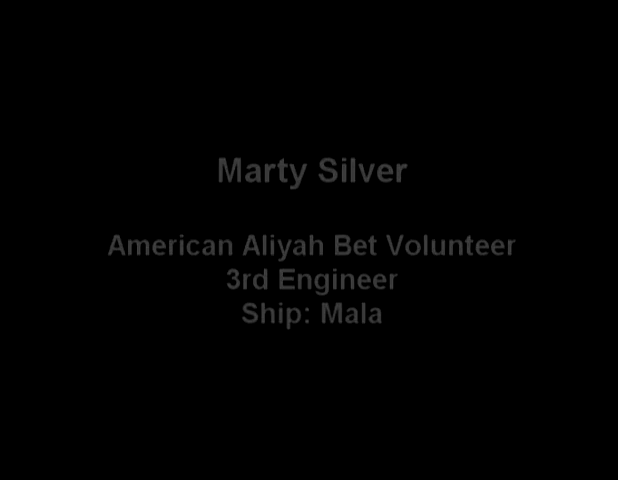 Marty Silver
American Aliyah Bet Volunteer
3rd Engineer
Ship: Mala